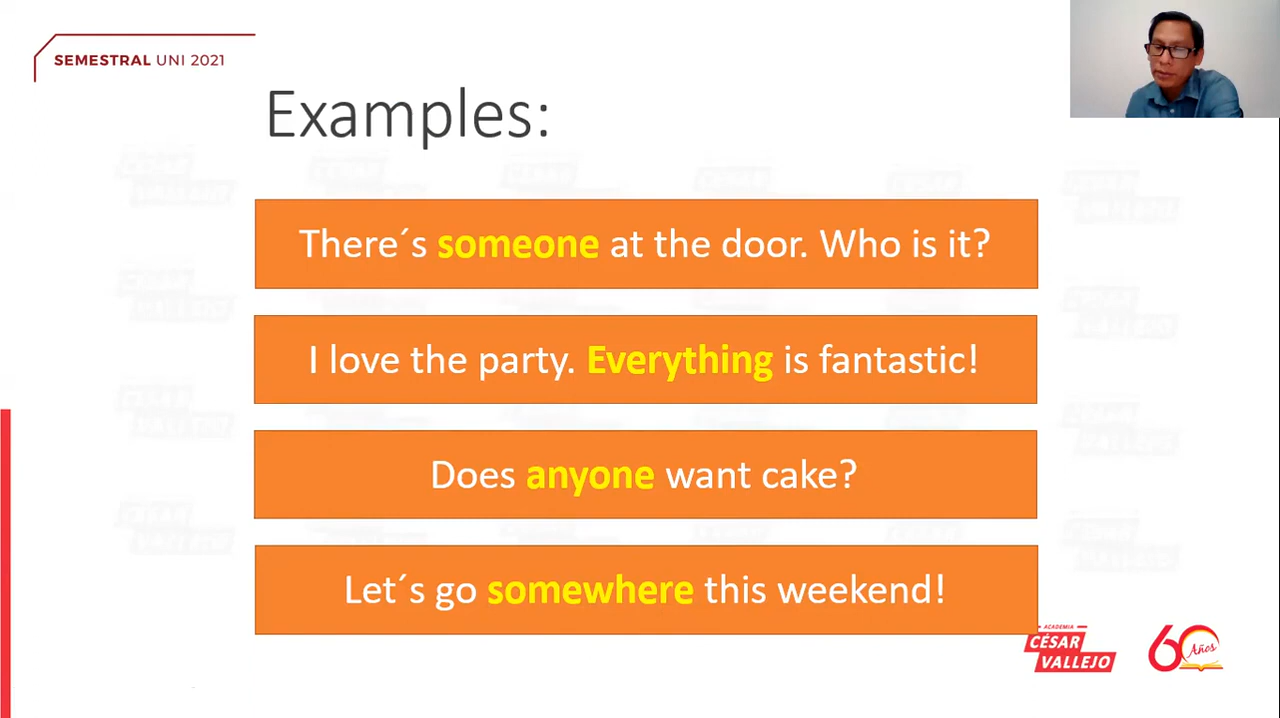 SEMESTRAL UNI 2021
Examples:
There´s someone at the door. Who is it?
I love the party. Everything is fantastic!
Does anyone want cake?
Let´s go somewhere this weekend!
ACADEMIA
CÉSAR
VALLEJO
60 Años